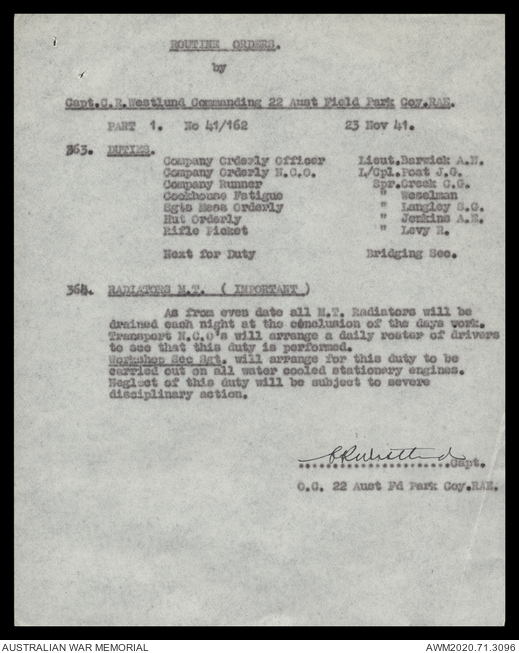 ROUTINE ORDERS.
by
Capt.C.R.Westlund Commanding 22 Aust Field Park Coy.RAE.
PART 1. No 41/162 23 Nov 41.
363. DUTIES.
Company Orderly Officer Lieut.Barwick A.N.
Company Orderly N.C.O. L/Cpl.Post J.G.
Company Runner Spr.Creek C.G.
Cookhouse Fatigue " Weselman
Sgts Mess Orderly " Langley S.G.
Hut Orderly " Jenkins A.E.
Rifle Picket " Levy R.
Next for Duty Bridging Sec.
364. RADIATORS M.T. ( IMPORTANT )
As from even date all M.T. Radiators will be
drained each night at the conclusion of the days work.
Transport N.C.O's will arrange a daily roster of drivers
to see that this duty is performed.
Workshop Sec Sgt. will arrange for this duty to be
carried out on all water cooled stationery engines.
Neglect of this duty will be subject to severe
disciplinary action.
CRWestlund
......................Capt.
O.C. 22 Aust Fd Park Coy.RAE.
AUSTRALIAN WAR MEMORIAL AWM2020.71.3096